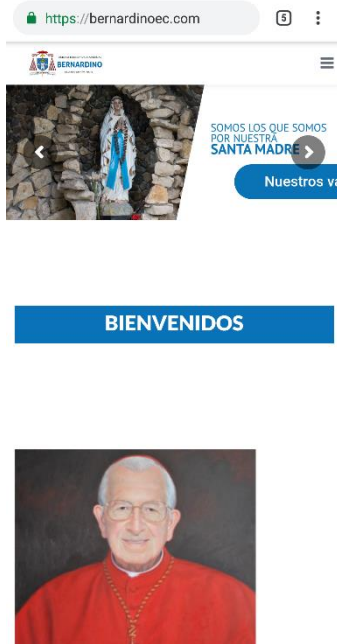 https://bernardinoec.com
5
BERNARDINO
SOMOS LOS QUE SOMOS
POR NUESTRA
SANTA MADRE
Nuestros va
BIENVENIDOS